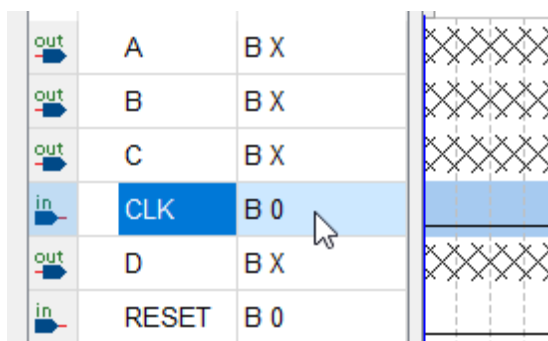 out A B X
out B B X
out C B X
in CLK B 0
out D B X
in RESET B 0